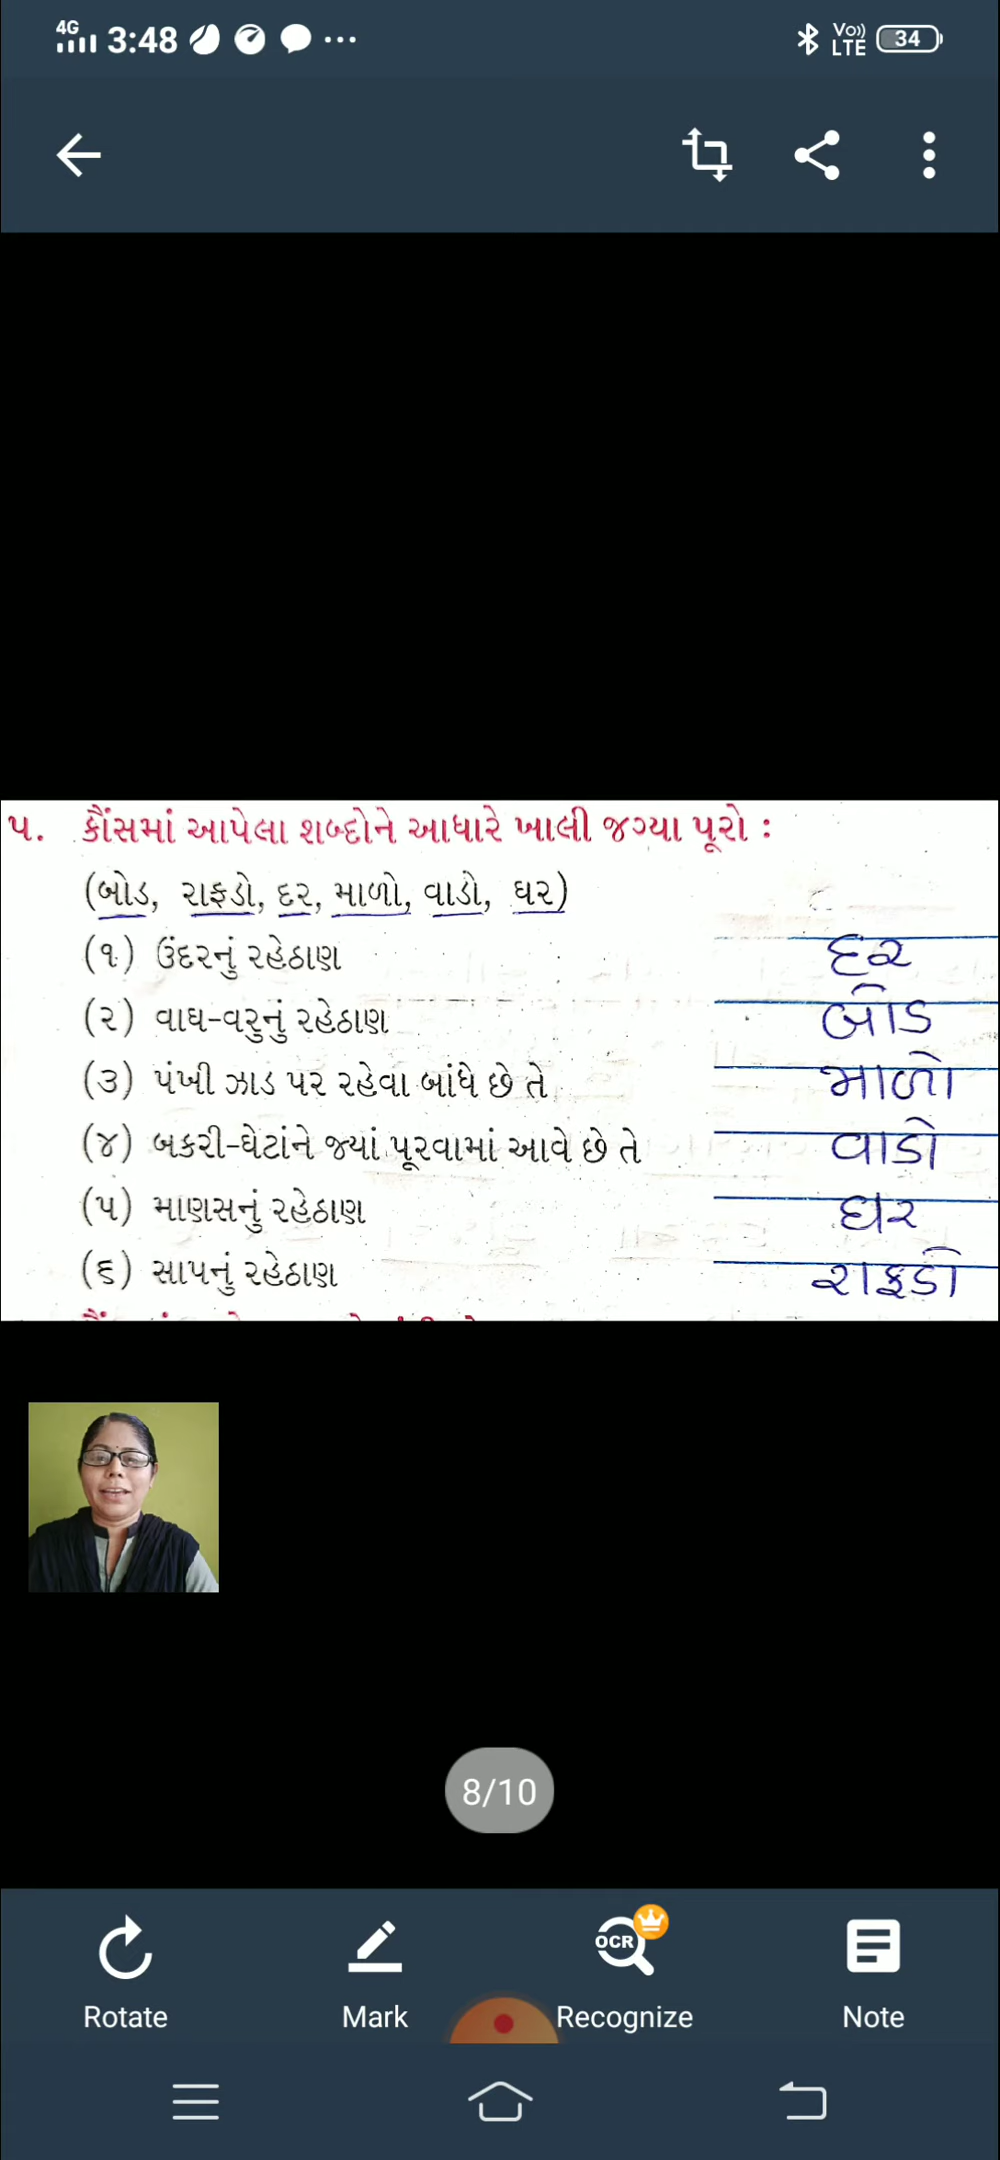 4G 3:48 ... Vo)) LTE 34
૫. કૌંસમાં આપેલા શબ્દોને આધારે ખાલી જગ્યા પૂરો :
(બોડ, રાફડો, દર, માળો, વાડો, ઘર)
(૧) ઉંદરનું રહેઠાણ દર
(૨) વાઘ-વરુનું રહેઠાણ બોડ
(૩) પંખી ઝાડ પર રહેવા બાંધે છે તે માળો
(૪) બકરી-ઘેટાંને જ્યાં પૂરવામાં આવે છે તે વાડો
(૫) માણસનું રહેઠાણ ઘર
(૬) સાપનું રહેઠાણ રાફડો
8/10
OCR
Rotate Mark Recognize Note